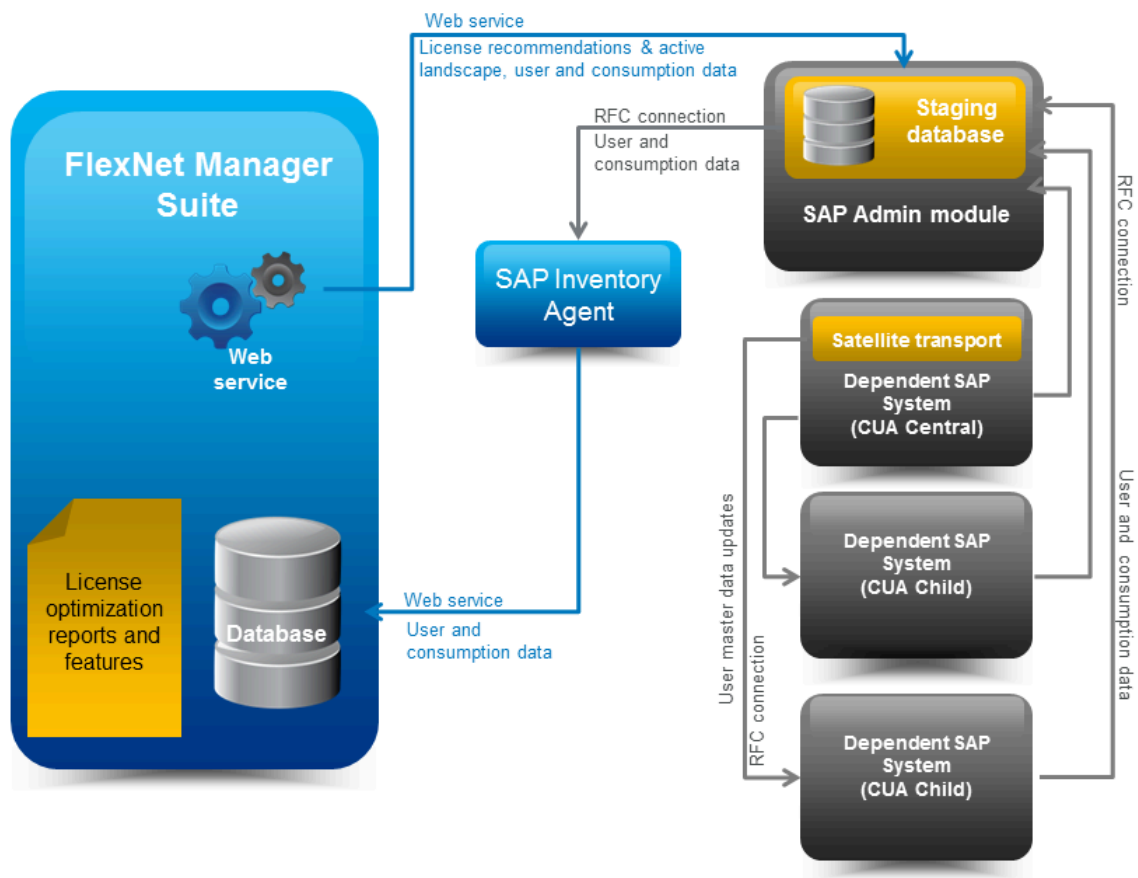 Web service
License recommendations & active
landscape, user and consumption data
FlexNet Manager
Suite
Web
service
License
optimization
reports and
features
Database
RFC connection
User and
consumption data
SAP Inventory
Agent
Web service
User and
consumption data
Staging
database
SAP Admin module
Satellite transport
Dependent SAP
System
(CUA Central)
Dependent SAP
System
(CUA Child)
Dependent SAP
System
(CUA Child)
User master data updates
RFC connection
RFC connection
User and consumption data